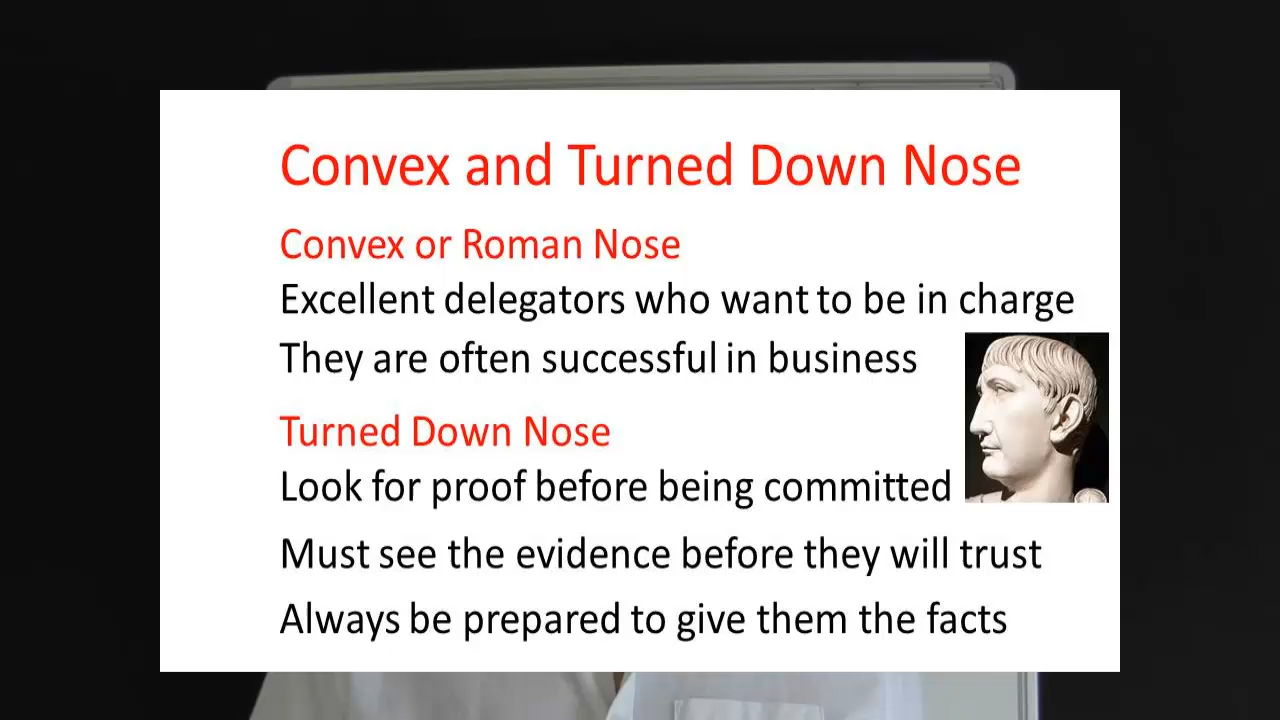 Convex and Turned Down Nose
Convex or Roman Nose
Excellent delegators who want to be in charge
They are often successful in business
Turned Down Nose
Look for proof before being committed
Must see the evidence before they will trust
Always be prepared to give them the facts